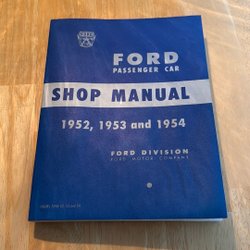 FORD
PASSENGER CAR
SHOP MANUAL
1952, 1953 and 1954
FORD DIVISION
FORD MOTOR COMPANY